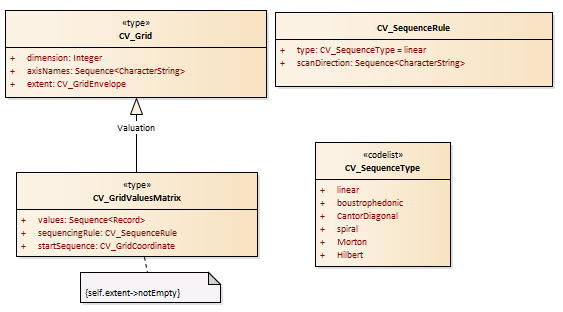 «type»
CV_Grid
+ dimension: Integer
+ axisNames: Sequence<CharacterString>
+ extent: CV_GridEnvelope
CV_SequenceRule
+ type: CV_SequenceType = linear
+ scanDirection: Sequence<CharacterString>
Valuation
«type»
CV_GridValuesMatrix
+ values: Sequence<Record>
+ sequencingRule: CV_SequenceRule
+ startSequence: CV_GridCoordinate
{self.extent->notEmpty}
«codelist»
CV_SequenceType
+ linear
+ boustrophedonic
+ CantorDiagonal
+ spiral
+ Morton
+ Hilbert